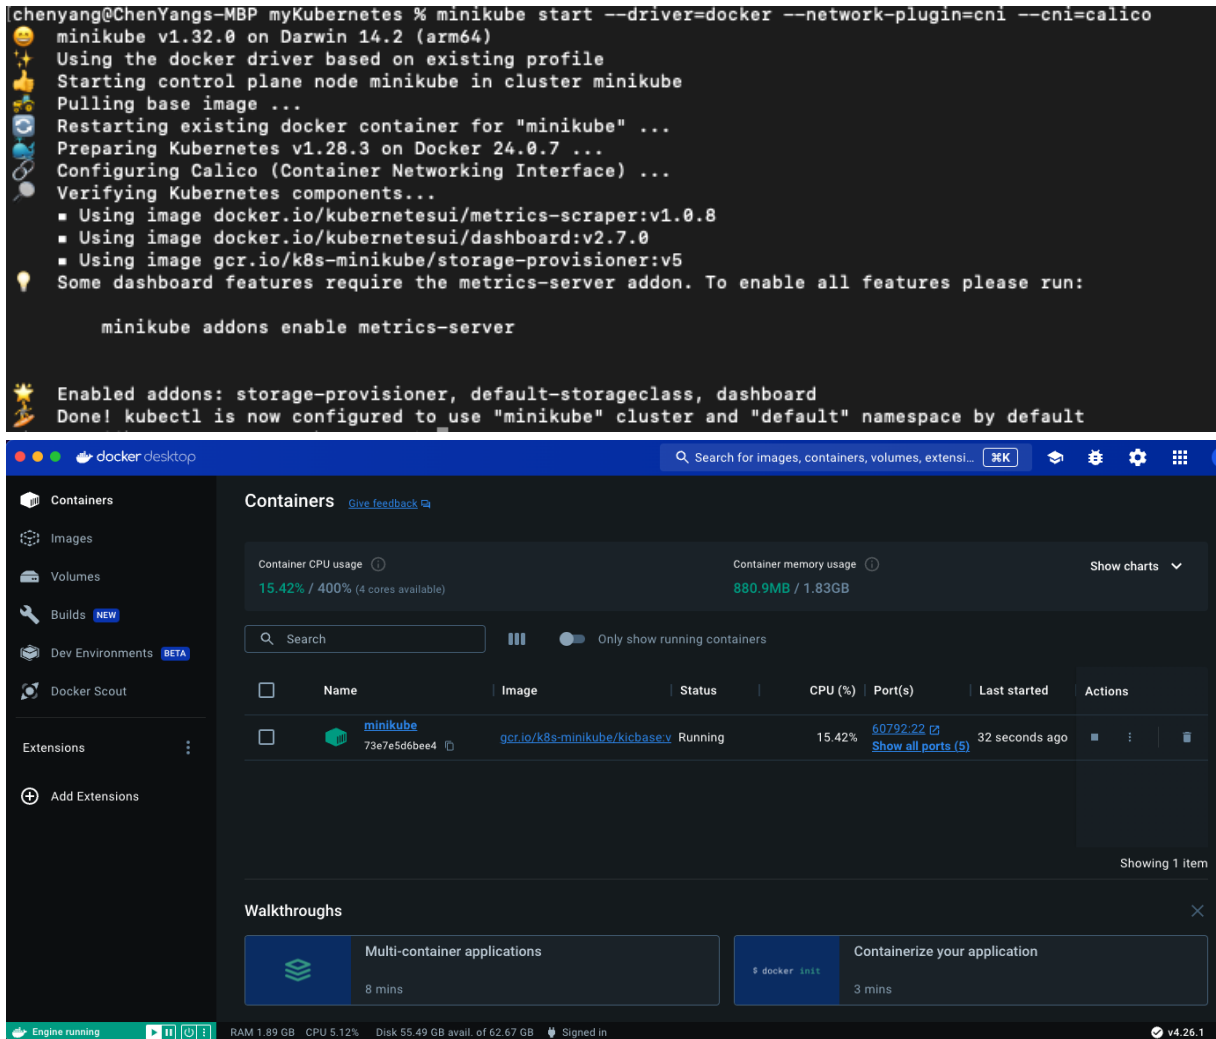 [chenyang@ChenYangs-MBP myKubernetes % minikube start --driver=docker --network-plugin=cni --cni=calico
minikube v1.32.0 on Darwin 14.2 (arm64)
Using the docker driver based on existing profile
Starting control plane node minikube in cluster minikube
Pulling base image ...
Restarting existing docker container for "minikube" ...
Preparing Kubernetes v1.28.3 on Docker 24.0.7 ...
Configuring Calico (Container Networking Interface) ...
Verifying Kubernetes components...
▪ Using image docker.io/kubernetesui/metrics-scraper:v1.0.8
▪ Using image docker.io/kubernetesui/dashboard:v2.7.0
▪ Using image gcr.io/k8s-minikube/storage-provisioner:v5
Some dashboard features require the metrics-server addon. To enable all features please run:
minikube addons enable metrics-server
Enabled addons: storage-provisioner, default-storageclass, dashboard
Done! kubectl is now configured to use "minikube" cluster and "default" namespace by default
docker desktop
Search for images, containers, volumes, extensi... ⌘K
Containers
Images
Volumes
Builds NEW
Dev Environments BETA
Docker Scout
Extensions
Add Extensions
Containers Give feedback
Container CPU usage
15.42% / 400% (4 cores available)
Container memory usage
880.9MB / 1.83GB
Show charts
Search
Only show running containers
Name Image Status CPU (%) Port(s) Last started Actions
minikube
73e7e5d6bee4
gcr.io/k8s-minikube/kicbase:v Running 15.42%
60792:22
Show all ports (5)
32 seconds ago
Showing 1 item
Walkthroughs
Multi-container applications
8 mins
$ docker init
Containerize your application
3 mins
Engine running
RAM 1.89 GB CPU 5.12% Disk 55.49 GB avail. of 62.67 GB Signed in
v4.26.1